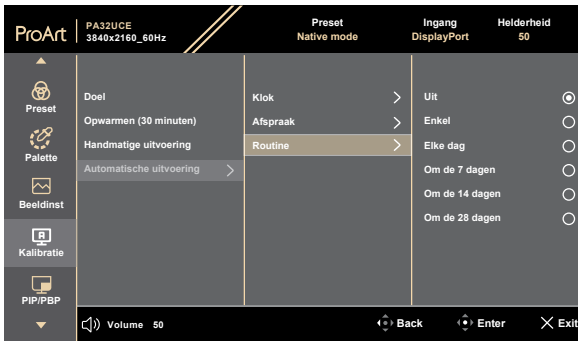 ProArt
PA32UCE
3840x2160_60Hz
Preset
Native mode
Ingang
DisplayPort
Helderheid
50
Preset
Palette
Beeldinst
Kalibratie
PIP/PBP
Doel
Opwarmen (30 minuten)
Handmatige uitvoering
Automatische uitvoering
Klok
Afspraak
Routine
Uit
Enkel
Elke dag
Om de 7 dagen
Om de 14 dagen
Om de 28 dagen
Volume 50
Back
Enter
Exit